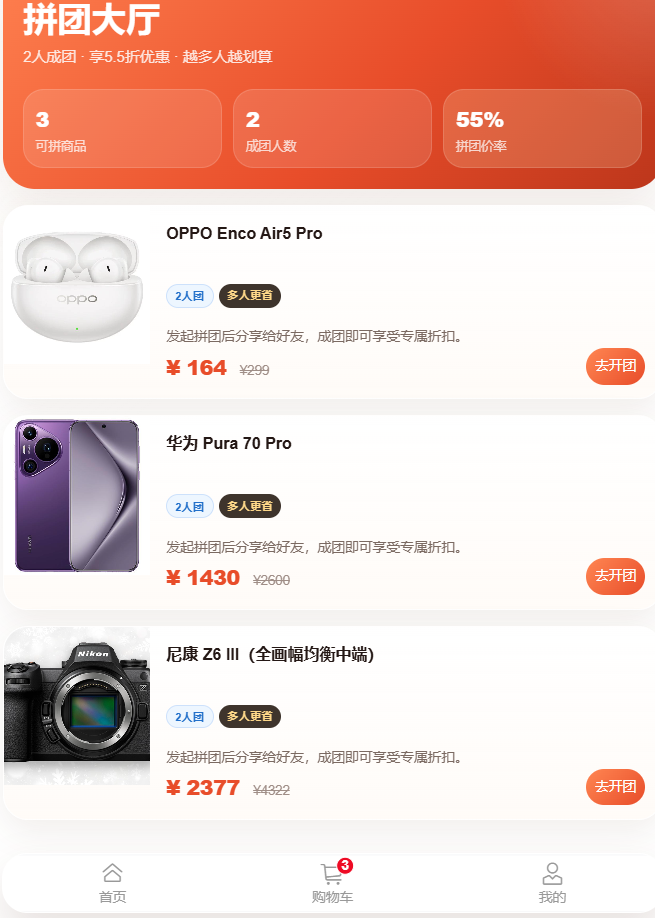 拼团大厅
2人成团 · 享5.5折优惠 · 越多人越划算
3
可拼商品
2
成团人数
55%
拼团价率
OPPO Enco Air5 Pro
oppo
2人团
多人更省
发起拼团后分享给好友，成团即可享受专属折扣。
¥ 164
¥299
去开团
华为 Pura 70 Pro
2人团
多人更省
发起拼团后分享给好友，成团即可享受专属折扣。
¥ 1430
¥2600
去开团
尼康 Z6 III（全画幅均衡中端）
Nikon
Z
2人团
多人更省
发起拼团后分享给好友，成团即可享受专属折扣。
¥ 2377
¥4322
去开团
3
首页
购物车
我的